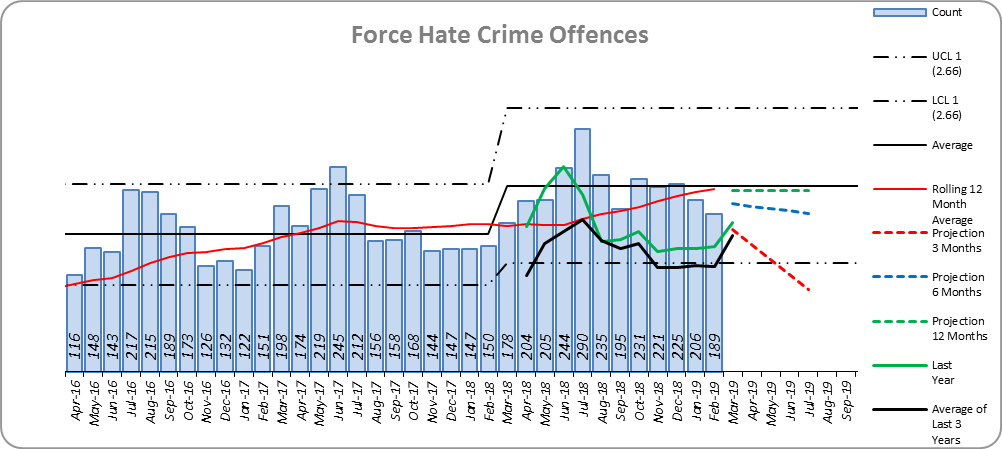 Force Hate Crime Offences
Count
UCL 1
(2.66)
LCL 1
(2.66)
Average
Rolling 12
Month
Average
Projection
3 Months
Projection
6 Months
Projection
12 Months
Last
Year
Average of
Last 3
Years
116
148
143
217
215
189
173
126
132
122
151
198
174
219
245
212
156
158
168
144
147
147
150
178
204
205
244
290
235
195
231
221
225
206
189
Apr-16
May-16
Jun-16
Jul-16
Aug-16
Sep-16
Oct-16
Nov-16
Dec-16
Jan-17
Feb-17
Mar-17
Apr-17
May-17
Jun-17
Jul-17
Aug-17
Sep-17
Oct-17
Nov-17
Dec-17
Jan-18
Feb-18
Mar-18
Apr-18
May-18
Jun-18
Jul-18
Aug-18
Sep-18
Oct-18
Nov-18
Dec-18
Jan-19
Feb-19
Mar-19
Apr-19
May-19
Jun-19
Jul-19
Aug-19
Sep-19